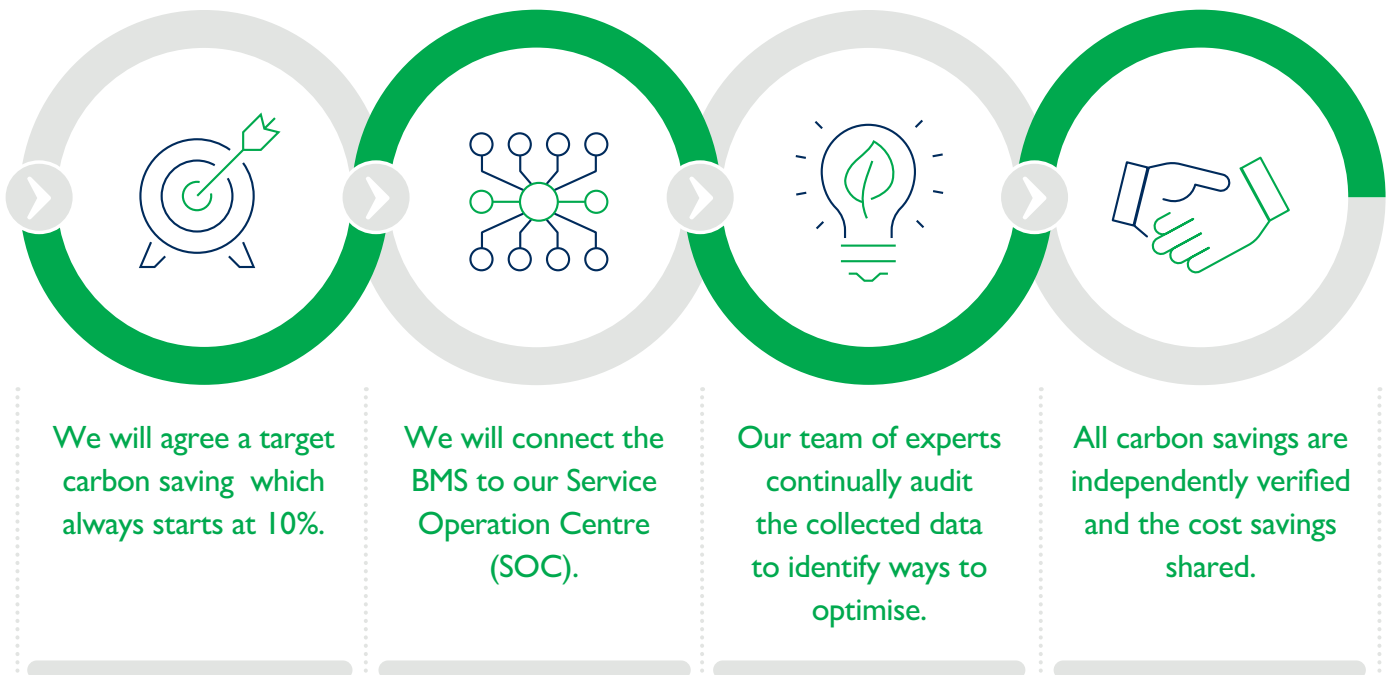 We will agree a target
carbon saving  which
always starts at 10%.
We will connect the
BMS to our Service
Operation Centre
(SOC).
Our team of experts
continually audit
the collected data
to identify ways to
optimise.
All carbon savings are
independently verified
and the cost savings
shared.